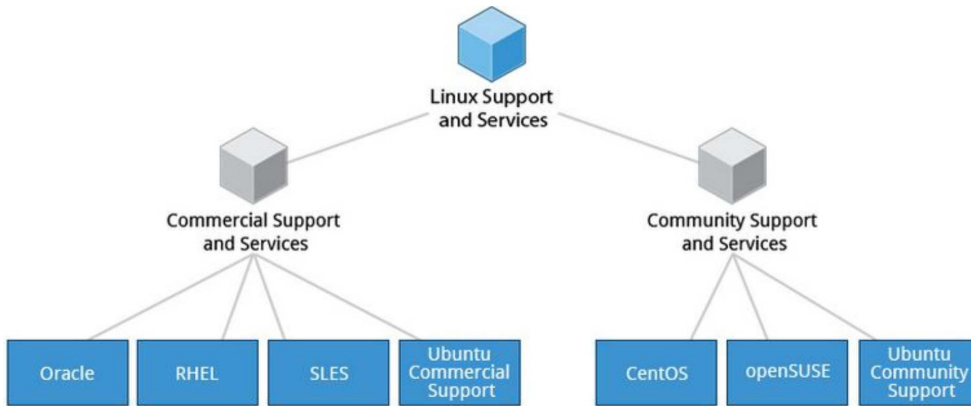 Linux Support
and Services
Commercial Support
and Services
Community Support
and Services
Oracle
RHEL
SLES
Ubuntu
Commercial
Support
CentOS
openSUSE
Ubuntu
Community
Support